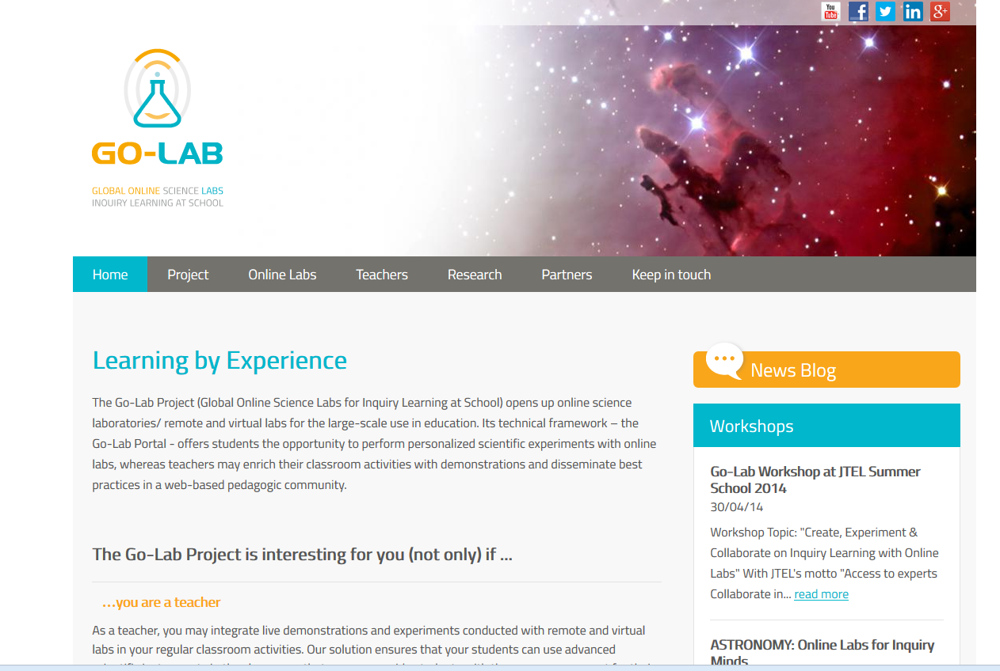 You
Tube
f
in
g+
GO-LAB
GLOBAL ONLINE SCIENCE LABS
INQUIRY LEARNING AT SCHOOL
Home Project Online Labs Teachers Research Partners Keep in touch
Learning by Experience
The Go-Lab Project (Global Online Science Labs for Inquiry Learning at School) opens up online science
laboratories/ remote and virtual labs for the large-scale use in education. Its technical framework – the
Go-Lab Portal - offers students the opportunity to perform personalized scientific experiments with online
labs, whereas teachers may enrich their classroom activities with demonstrations and disseminate best
practices in a web-based pedagogic community.
The Go-Lab Project is interesting for you (not only) if ...
...you are a teacher
As a teacher, you may integrate live demonstrations and experiments conducted with remote and virtual
labs in your regular classroom activities. Our solution ensures that your students can use advanced
News Blog
Workshops
Go-Lab Workshop at JTEL Summer
School 2014
30/04/14
Workshop Topic: "Create, Experiment &
Collaborate on Inquiry Learning with Online
Labs" With JTEL's motto "Access to experts
Collaborate in... read more
ASTRONOMY: Online Labs for Inquiry
Minds